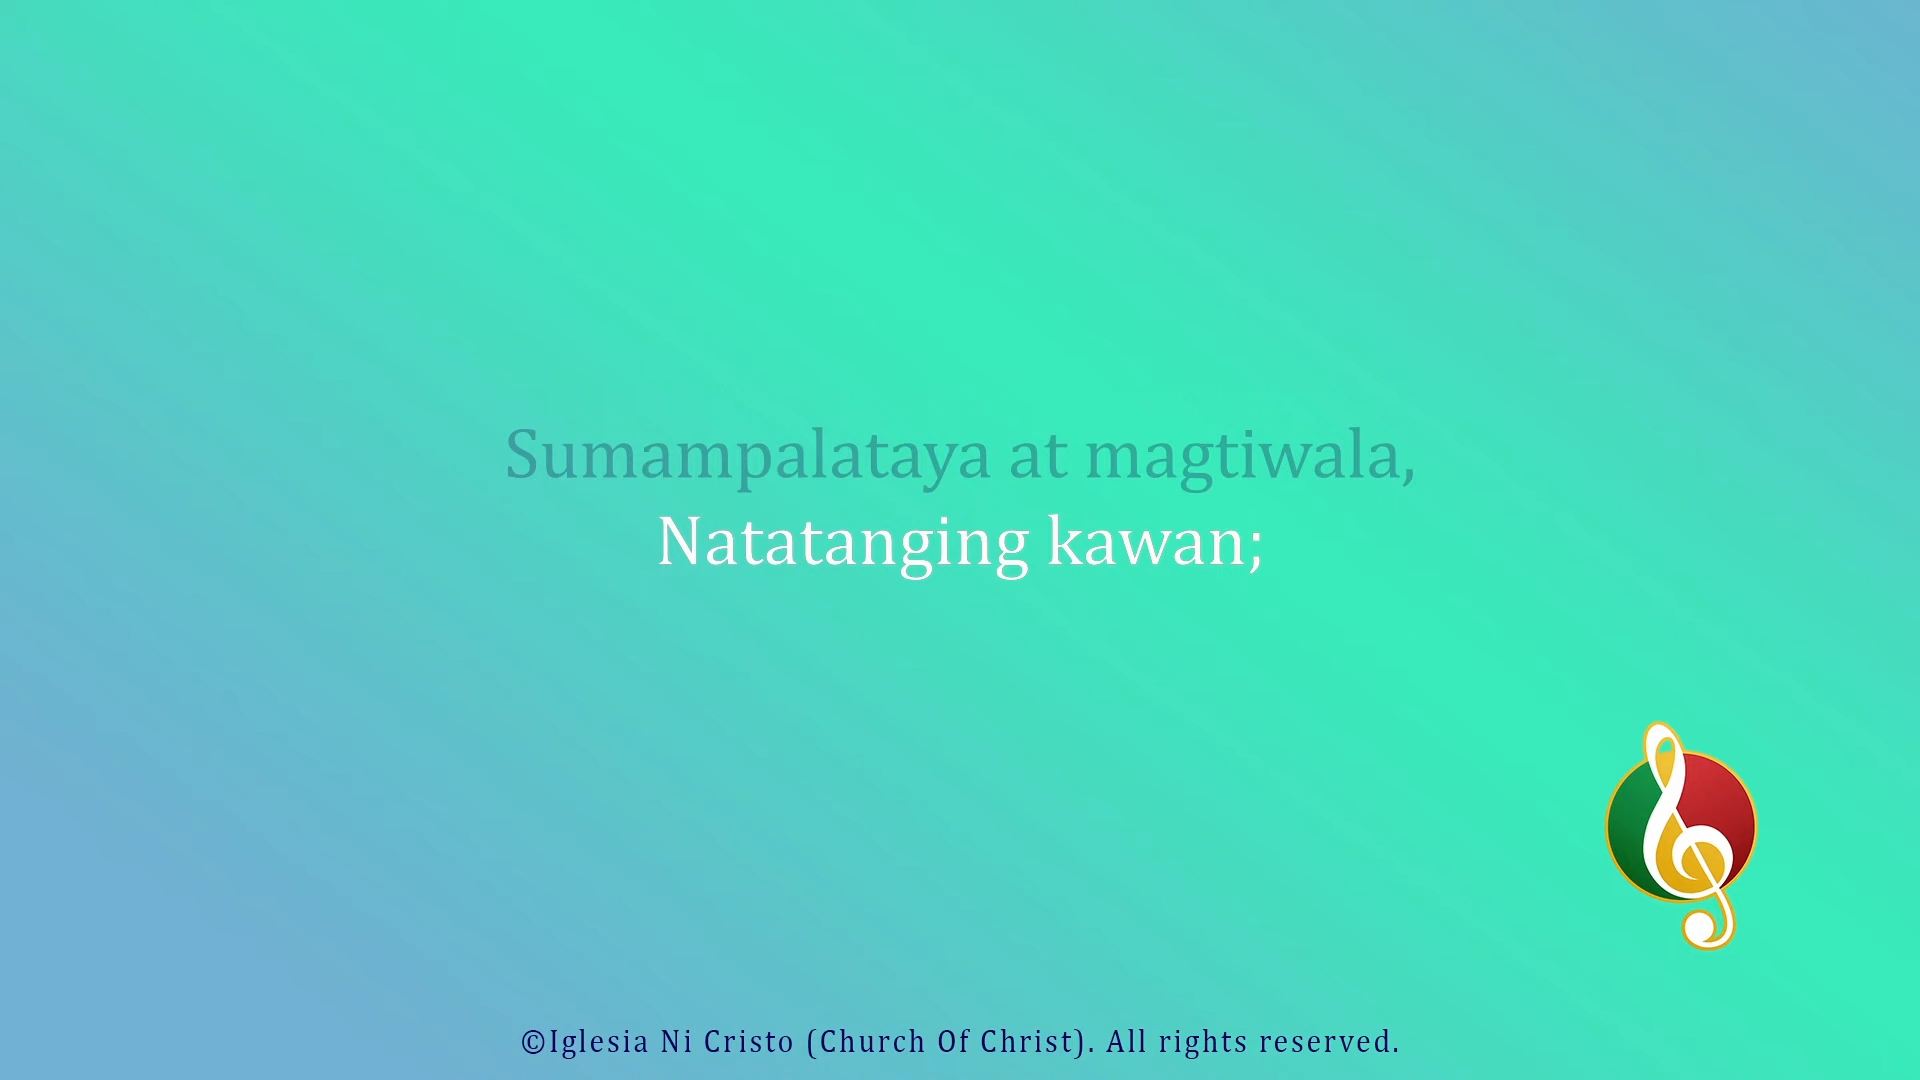 Sumampalataya at magtiwala,
Natatanging kawan;
©Iglesia Ni Cristo (Church Of Christ). All rights reserved.